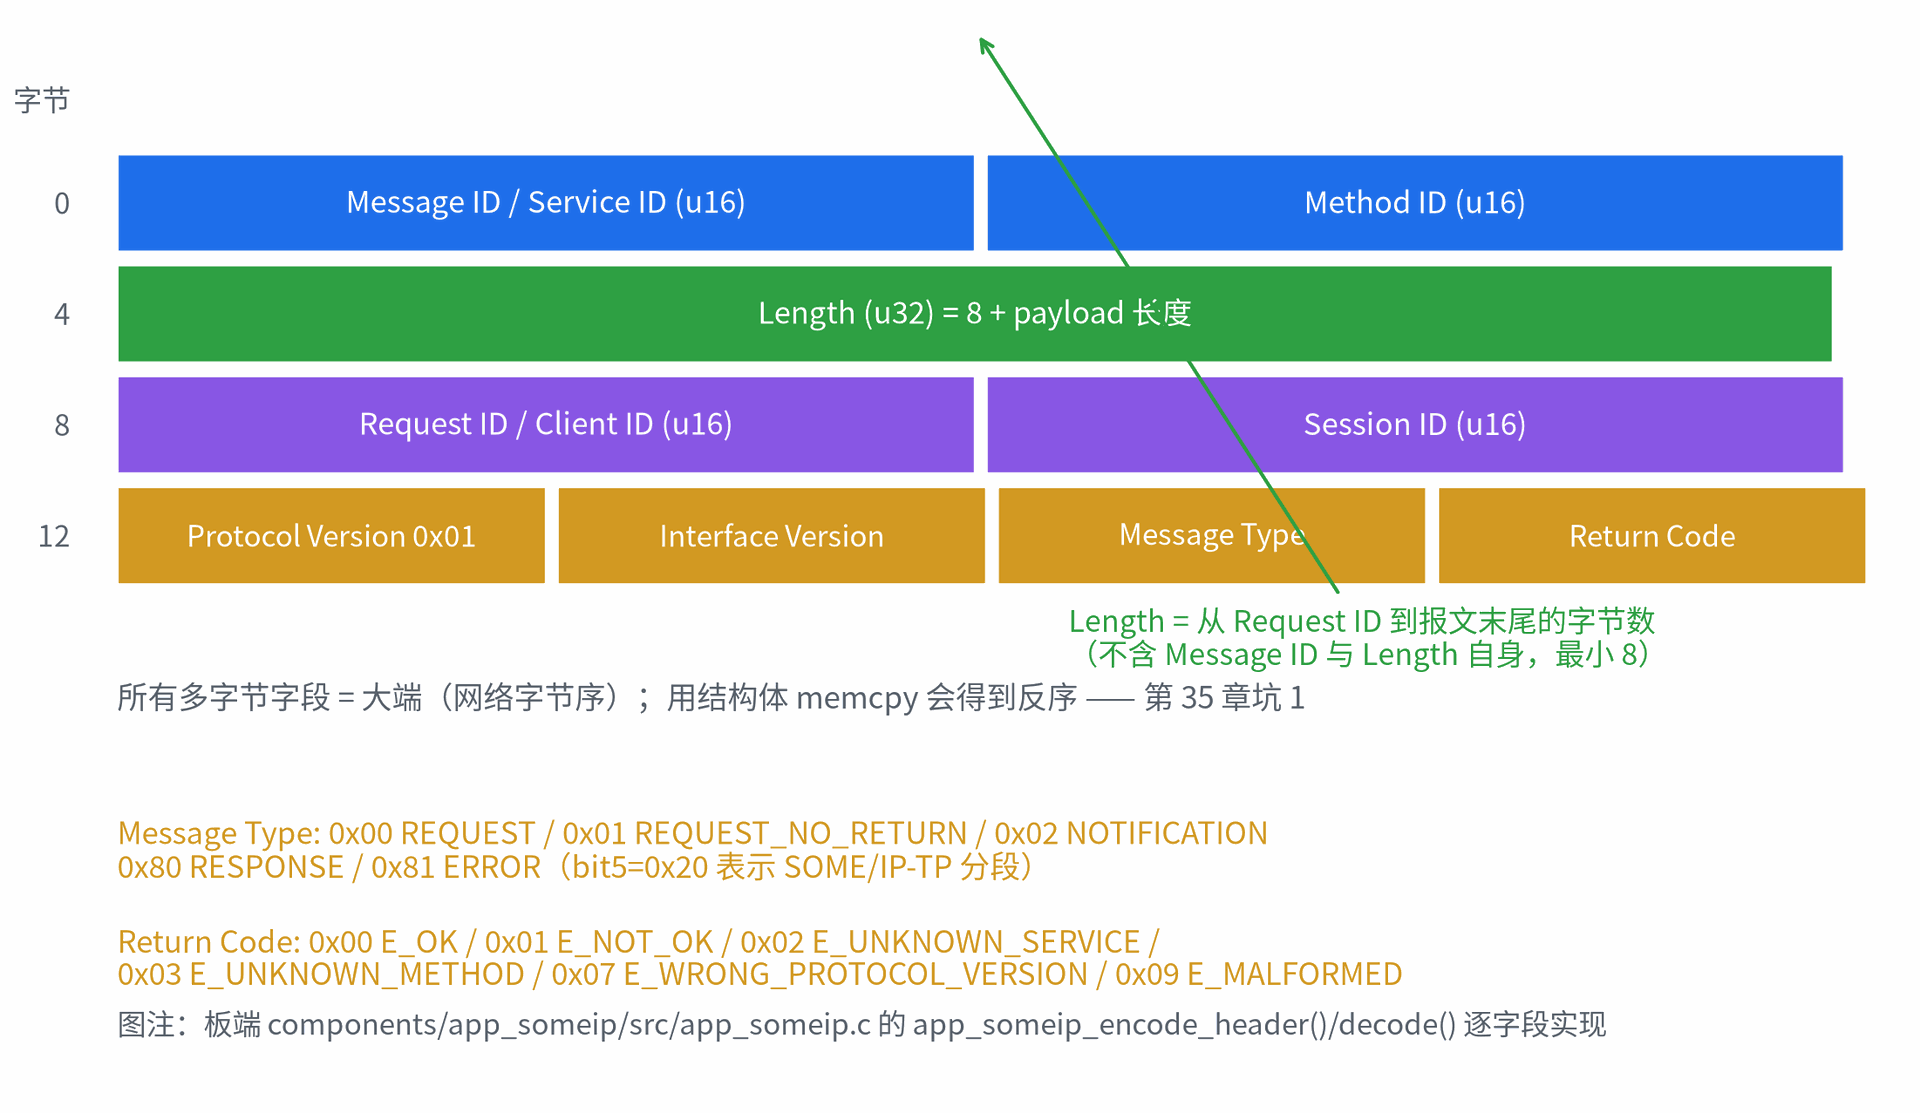 字节
0
Message ID / Service ID (u16)
Method ID (u16)
4
Length (u32) = 8 + payload 长度
8
Request ID / Client ID (u16)
Session ID (u16)
12
Protocol Version 0x01
Interface Version
Message Type
Return Code
Length = 从 Request ID 到报文末尾的字节数
（不含 Message ID 与 Length 自身，最小 8）
所有多字节字段 = 大端（网络字节序）；用结构体 memcpy 会得到反序 —— 第 35 章坑 1
Message Type: 0x00 REQUEST / 0x01 REQUEST_NO_RETURN / 0x02 NOTIFICATION
0x80 RESPONSE / 0x81 ERROR（bit5=0x20 表示 SOME/IP-TP 分段）
Return Code: 0x00 E_OK / 0x01 E_NOT_OK / 0x02 E_UNKNOWN_SERVICE /
0x03 E_UNKNOWN_METHOD / 0x07 E_WRONG_PROTOCOL_VERSION / 0x09 E_MALFORMED
图注：板端 components/app_someip/src/app_someip.c 的 app_someip_encode_header()/decode() 逐字段实现